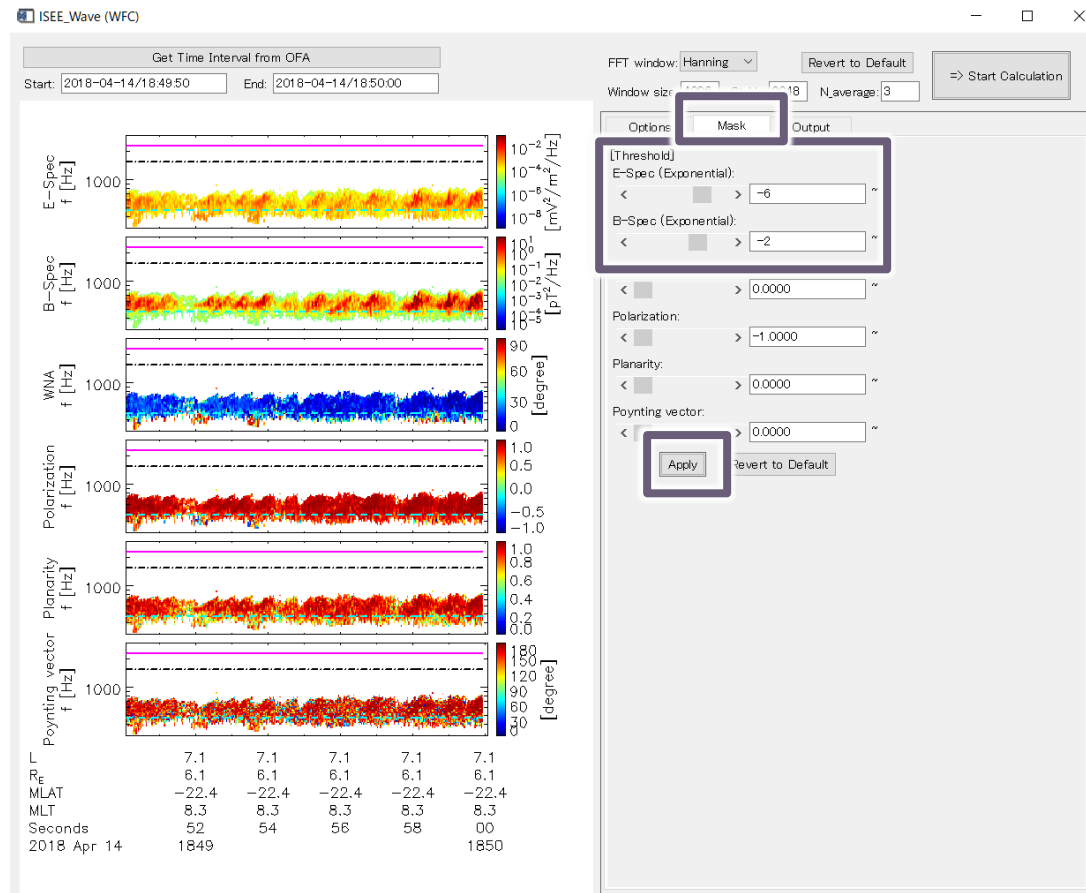 ISEE_Wave (WFC)
Get Time Interval from OFA
Start: 2018-04-14/18:49:50 End: 2018-04-14/18:50:00
FFT window: Hanning Revert to Default
=> Start Calculation
Window size N_average: 3
Options Mask Output
[Threshold]
E-Spec (Exponential):
< > -6 ~
B-Spec (Exponential):
< > -2 ~
< > 0.0000 ~
Polarization:
< > -1.0000 ~
Planarity:
< > 0.0000 ~
Poynting vector:
< > 0.0000 ~
Apply Revert to Default
E-Spec
f [Hz]
1000
10⁻²
10⁻⁴
10⁻⁶
10⁻⁸
[mV²/m²/Hz]
B-Spec
f [Hz]
1000
10¹
10⁰
10⁻¹
10⁻²
10⁻³
10⁻⁴
10⁻⁵
[pT²/Hz]
WNA
f [Hz]
1000
90
60
30
0
[degree]
Polarization
f [Hz]
1000
1.0
0.5
0.0
-0.5
-1.0
Planarity
f [Hz]
1000
1.0
0.8
0.6
0.4
0.2
0.0
Poynting vector
f [Hz]
1000
180
150
120
90
60
30
0
[degree]
L 7.1 7.1 7.1 7.1 7.1
R_E 6.1 6.1 6.1 6.1 6.1
MLAT -22.4 -22.4 -22.4 -22.4 -22.4
MLT 8.3 8.3 8.3 8.3 8.3
Seconds 52 54 56 58 00
2018 Apr 14 1849 1850